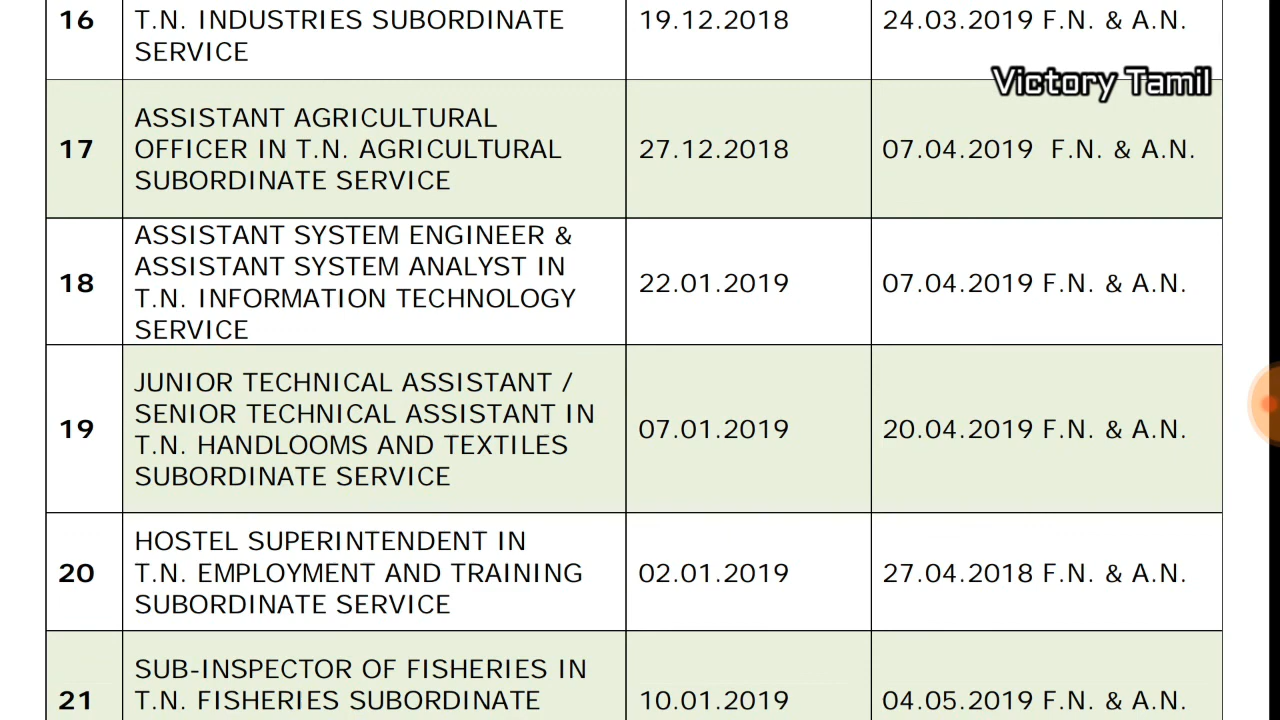 16 T.N. INDUSTRIES SUBORDINATE SERVICE 19.12.2018 24.03.2019 F.N. & A.N.
Victory Tamil
17 ASSISTANT AGRICULTURAL OFFICER IN T.N. AGRICULTURAL SUBORDINATE SERVICE 27.12.2018 07.04.2019 F.N. & A.N.
18 ASSISTANT SYSTEM ENGINEER & ASSISTANT SYSTEM ANALYST IN T.N. INFORMATION TECHNOLOGY SERVICE 22.01.2019 07.04.2019 F.N. & A.N.
19 JUNIOR TECHNICAL ASSISTANT / SENIOR TECHNICAL ASSISTANT IN T.N. HANDLOOMS AND TEXTILES SUBORDINATE SERVICE 07.01.2019 20.04.2019 F.N. & A.N.
20 HOSTEL SUPERINTENDENT IN T.N. EMPLOYMENT AND TRAINING SUBORDINATE SERVICE 02.01.2019 27.04.2018 F.N. & A.N.
21 SUB-INSPECTOR OF FISHERIES IN T.N. FISHERIES SUBORDINATE 10.01.2019 04.05.2019 F.N. & A.N.